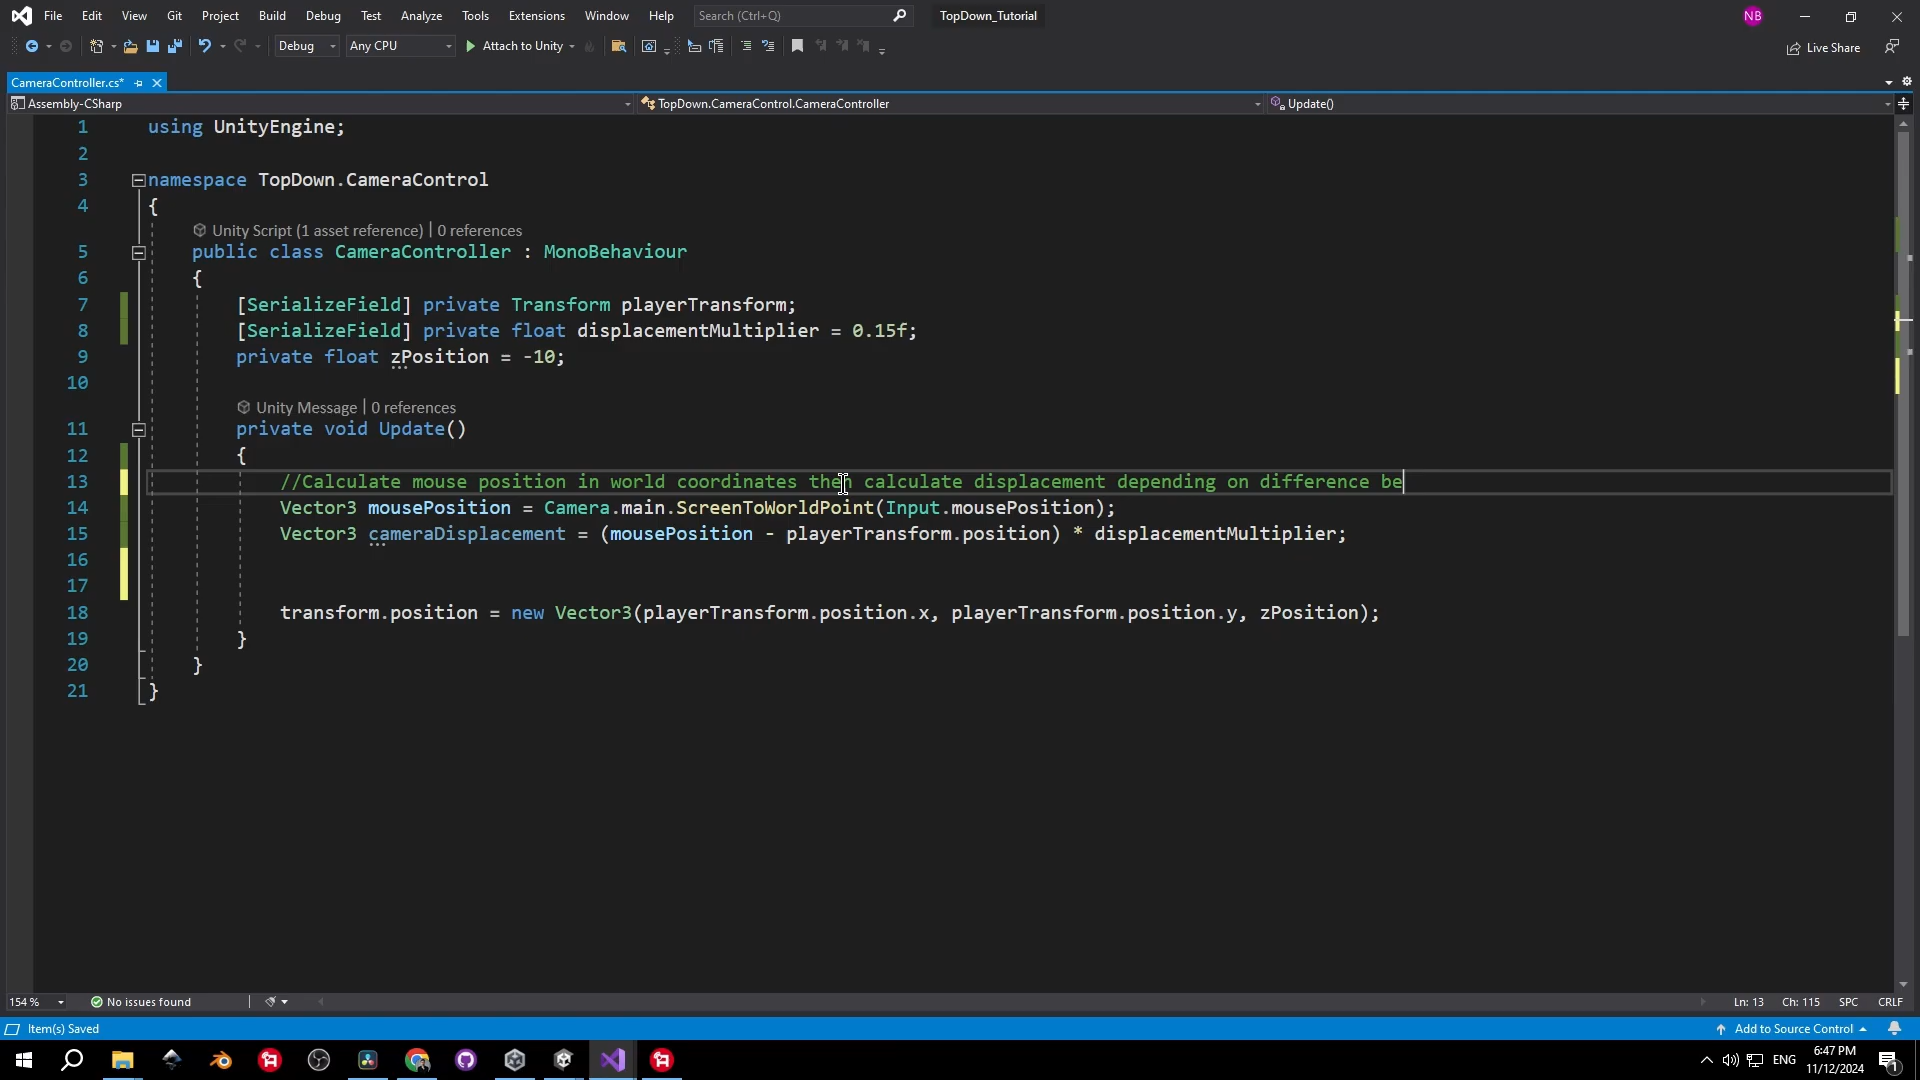 File Edit View Git Project Build Debug Test Analyze Tools Extensions Window Help Search (Ctrl+Q) TopDown_Tutorial NB
Debug Any CPU Attach to Unity Live Share
CameraController.cs*
Assembly-CSharp TopDown.CameraControl.CameraController Update()
1 using UnityEngine;
2
3 namespace TopDown.CameraControl
4 {
Unity Script (1 asset reference) | 0 references
5 public class CameraController : MonoBehaviour
6 {
7 [SerializeField] private Transform playerTransform;
8 [SerializeField] private float displacementMultiplier = 0.15f;
9 private float zPosition = -10;
10
Unity Message | 0 references
11 private void Update()
12 {
13 //Calculate mouse position in world coordinates then calculate displacement depending on difference be
14 Vector3 mousePosition = Camera.main.ScreenToWorldPoint(Input.mousePosition);
15 Vector3 cameraDisplacement = (mousePosition - playerTransform.position) * displacementMultiplier;
16
17
18 transform.position = new Vector3(playerTransform.position.x, playerTransform.position.y, zPosition);
19 }
20 }
21 }
154 % No issues found Ln: 13 Ch: 115 SPC CRLF
Item(s) Saved Add to Source Control
ENG 6:47 PM
11/12/2024 1